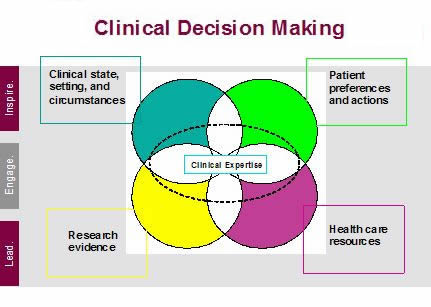 Clinical Decision Making
Clinical state,
setting, and
circumstances
Patient
preferences
and actions
Inspire.
Engage.
Lead.
Clinical Expertise
Research
evidence
Health care
resources